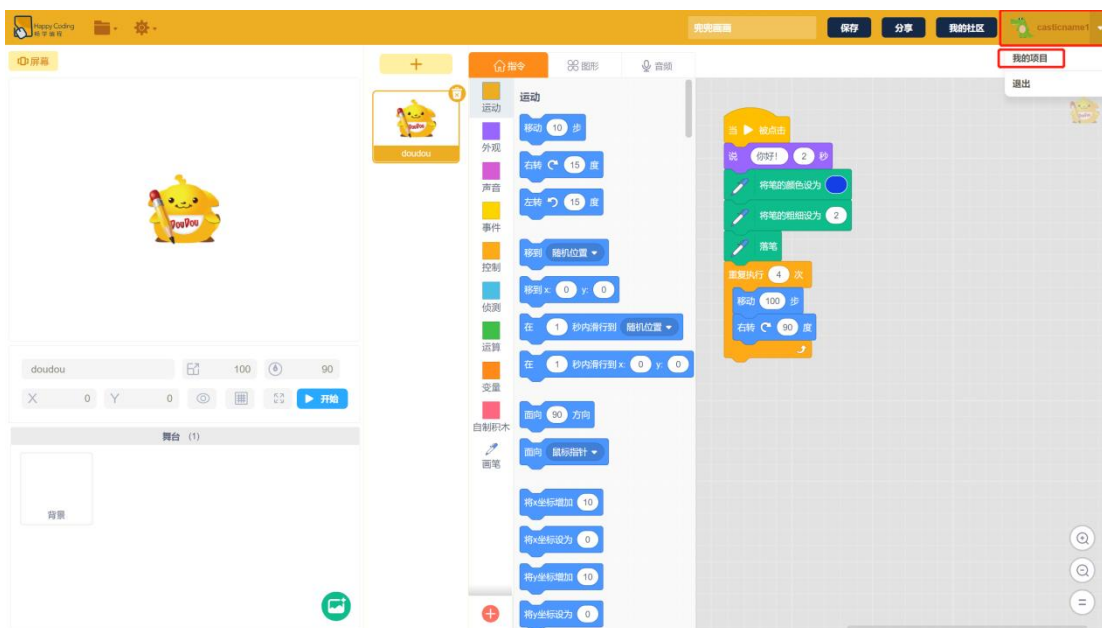 Happy Coding
畅学编程
兜兜画画
保存
分享
我的社区
casticname1
我的项目
退出
屏幕
DouDou
doudou
100
90
X 0 Y 0
开始
舞台 (1)
背景
doudou
指令
图形
音频
运动
外观
声音
事件
控制
侦测
运算
变量
自制积木
画笔
运动
移动 10 步
右转 15 度
左转 15 度
移到 随机位置
移到 x: 0 y: 0
在 1 秒内滑行到 随机位置
在 1 秒内滑行到 x: 0 y: 0
面向 90 方向
面向 鼠标指针
将x坐标增加 10
将x坐标设为 0
将y坐标增加 10
将y坐标设为 0
当 被点击
说 你好! 2 秒
将笔的颜色设为
将笔的粗细设为 2
落笔
重复执行 4 次
移动 100 步
右转 90 度